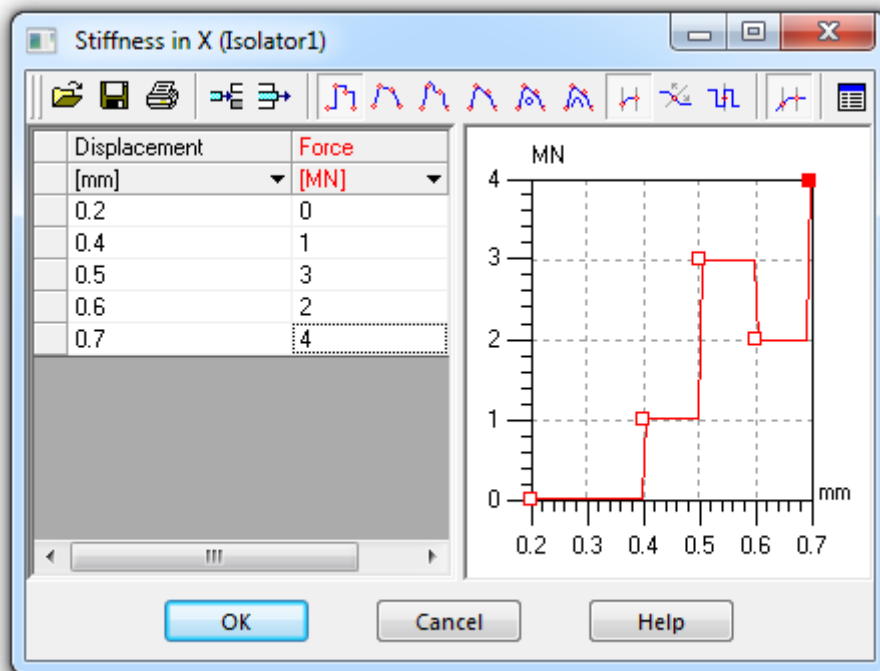 Stiffness in X (Isolator1)
Displacement Force
[mm] [MN]
0.2 0
0.4 1
0.5 3
0.6 2
0.7 4
MN
4
3
2
1
0
mm
0.2 0.3 0.4 0.5 0.6 0.7
OK Cancel Help